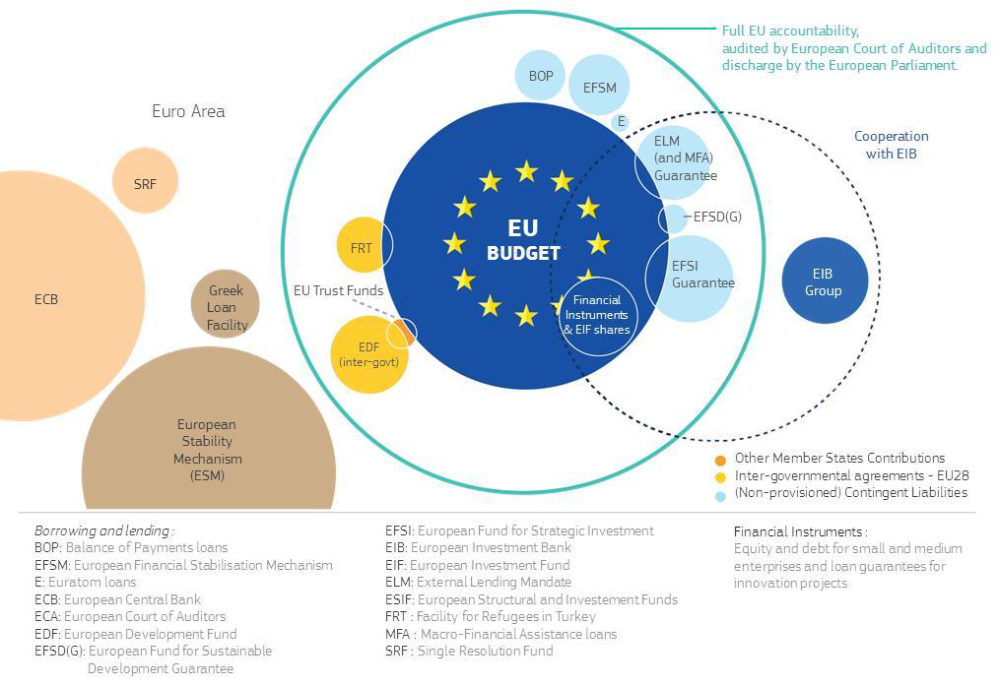 Full EU accountability,
audited by European Court of Auditors and
discharge by the European Parliament.
Euro Area
BOP
EFSM
E
Cooperation
with EIB
SRF
ELM
(and MFA)
Guarantee
EFSD(G)
EU
BUDGET
FRT
ECB
Greek
Loan
Facility
EU Trust Funds
EFSI
Guarantee
EIB
Group
Financial
Instruments
& EIF shares
EDF
(inter-govt)
European
Stability
Mechanism
(ESM)
Other Member States Contributions
Inter-governmental agreements - EU28
(Non-provisioned) Contingent Liabilities
Borrowing and lending :
BOP: Balance of Payments loans
EFSM: European Financial Stabilisation Mechanism
E: Euratom loans
ECB: European Central Bank
ECA: European Court of Auditors
EDF: European Development Fund
EFSD(G): European Fund for Sustainable
Development Guarantee
EFSI: European Fund for Strategic Investment
EIB: European Investment Bank
EIF: European Investment Fund
ELM: External Lending Mandate
ESIF: European Structural and Investement Funds
FRT : Facility for Refugees in Turkey
MFA : Macro-Financial Assistance loans
SRF : Single Resolution Fund
Financial Instruments :
Equity and debt for small and medium
enterprises and loan guarantees for
innovation projects